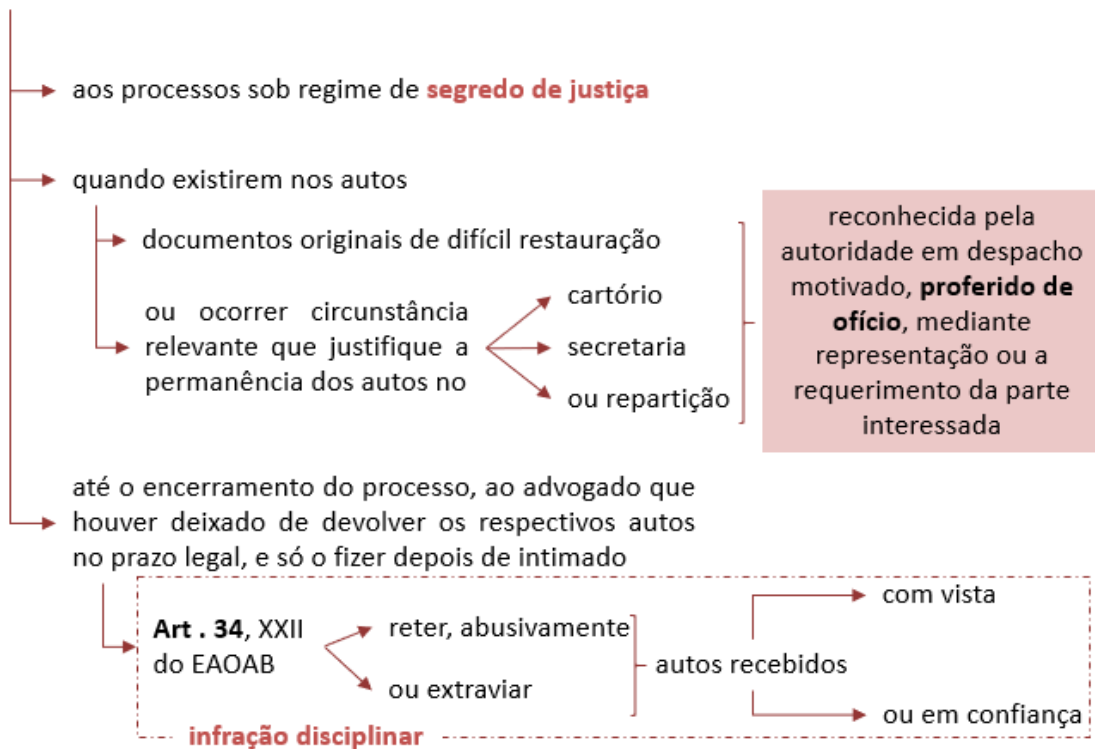 aos processos sob regime de segredo de justiça
quando existirem nos autos
documentos originais de difícil restauração
ou ocorrer circunstância
relevante que justifique a
permanência dos autos no
cartório
secretaria
ou repartição
reconhecida pela
autoridade em despacho
motivado, proferido de
ofício, mediante
representação ou a
requerimento da parte
interessada
até o encerramento do processo, ao advogado que
houver deixado de devolver os respectivos autos
no prazo legal, e só o fizer depois de intimado
Art . 34, XXII
do EAOAB
reter, abusivamente
ou extraviar
autos recebidos
com vista
ou em confiança
infração disciplinar